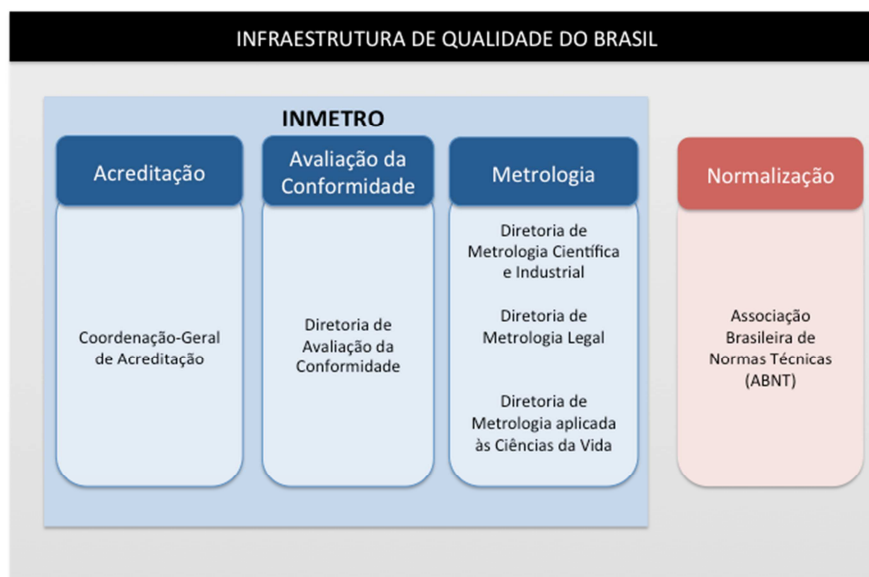 INFRAESTRUTURA DE QUALIDADE DO BRASIL
INMETRO
Acreditação
Coordenação-Geral
de Acreditação
Avaliação da
Conformidade
Diretoria de
Avaliação da
Conformidade
Metrologia
Diretoria de
Metrologia Científica
e Industrial
Diretoria de
Metrologia Legal
Diretoria de
Metrologia aplicada
às Ciências da Vida
Normalização
Associação
Brasileira de
Normas Técnicas
(ABNT)